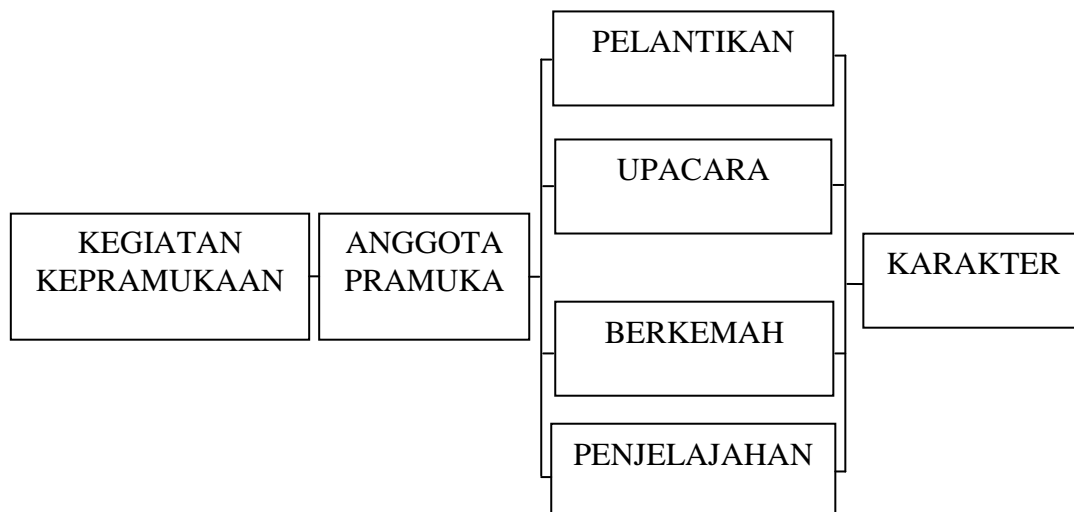 KEGIATAN
KEPRAMUKAAN
ANGGOTA
PRAMUKA
PELANTIKAN
UPACARA
BERKEMAH
PENJELAJAHAN
KARAKTER